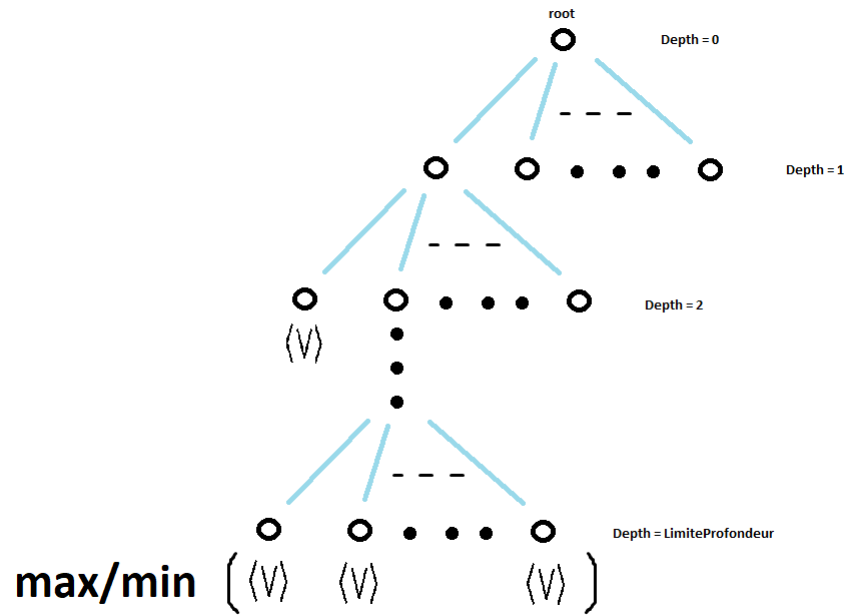 root
Depth = 0
Depth = 1
Depth = 2
⟨V⟩
Depth = LimiteProfondeur
max/min ( ⟨V⟩ ⟨V⟩ ⟨V⟩ )